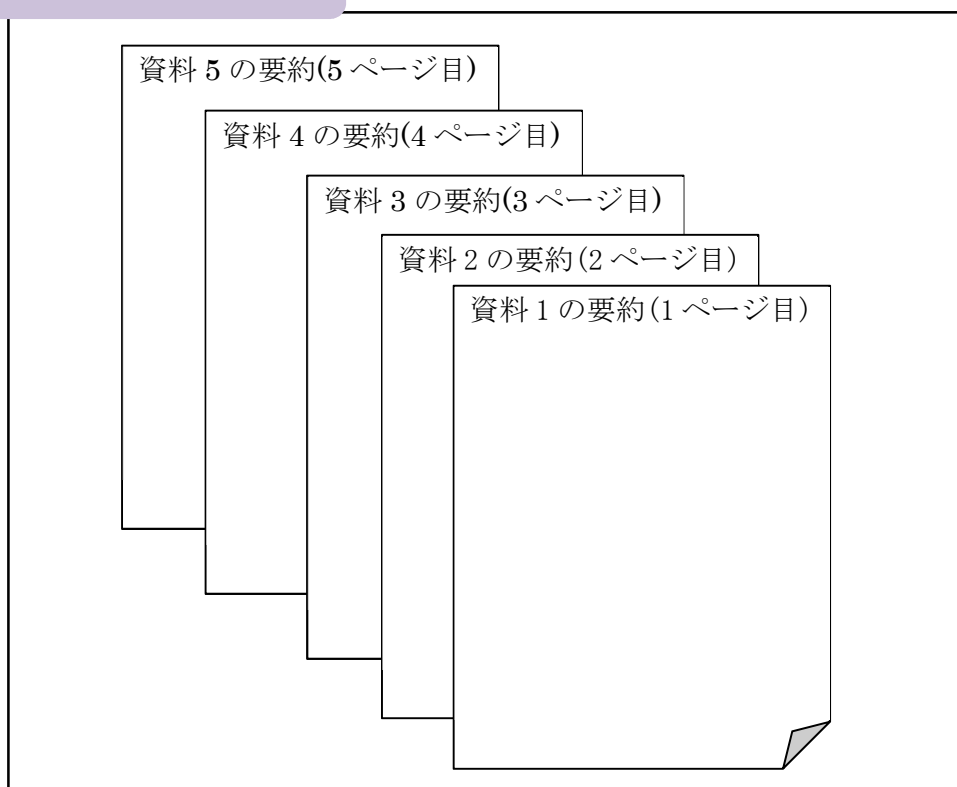 資料 5 の要約(5 ページ目)
資料 4 の要約(4 ページ目)
資料 3 の要約(3 ページ目)
資料 2 の要約(2 ページ目)
資料 1 の要約(1 ページ目)